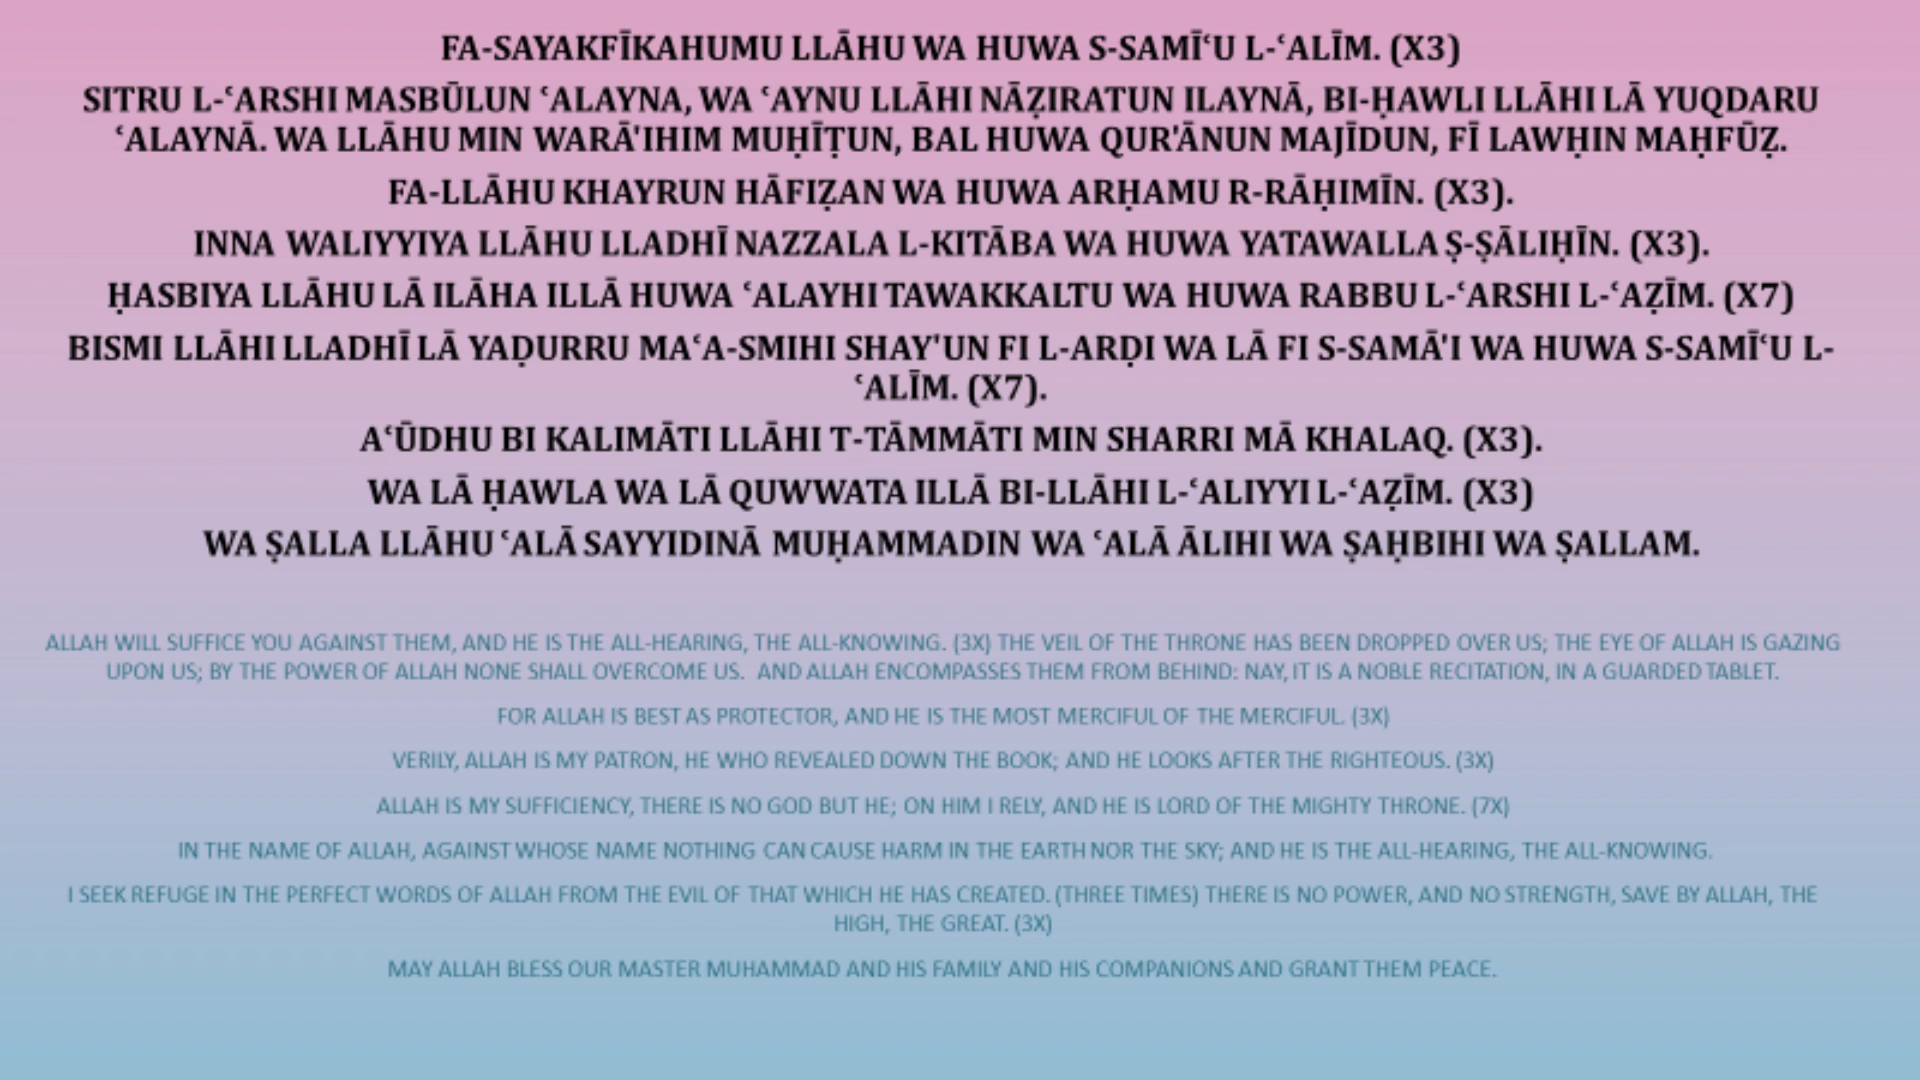 FA-SAYAKFĪKAHUMU LLĀHU WA HUWA S-SAMĪʿU L-ʿALĪM. (X3)
SITRU L-ʿARSHI MASBŪLUN ʿALAYNA, WA ʿAYNU LLĀHI NĀẒIRATUN ILAYNĀ, BI-ḤAWLI LLĀHI LĀ YUQDARU
ʿALAYNĀ. WA LLĀHU MIN WARĀ'IHIM MUḤĪṬUN, BAL HUWA QUR'ĀNUN MAJĪDUN, FĪ LAWḤIN MAḤFŪẒ.
FA-LLĀHU KHAYRUN HĀFIẒAN WA HUWA ARḤAMU R-RĀḤIMĪN. (X3).
INNA WALIYYIYA LLĀHU LLADHĪ NAZZALA L-KITĀBA WA HUWA YATAWALLA Ṣ-ṢĀLIḤĪN. (X3).
ḤASBIYA LLĀHU LĀ ILĀHA ILLĀ HUWA ʿALAYHI TAWAKKALTU WA HUWA RABBU L-ʿARSHI L-ʿAẒĪM. (X7)
BISMI LLĀHI LLADHĪ LĀ YAḌURRU MAʿA-SMIHI SHAY'UN FI L-ARḌI WA LĀ FI S-SAMĀ'I WA HUWA S-SAMĪʿU L-
ʿALĪM. (X7).
AʿŪDHU BI KALIMĀTI LLĀHI T-TĀMMĀTI MIN SHARRI MĀ KHALAQ. (X3).
WA LĀ ḤAWLA WA LĀ QUWWATA ILLĀ BI-LLĀHI L-ʿALIYYI L-ʿAẒĪM. (X3)
WA ṢALLA LLĀHU ʿALĀ SAYYIDINĀ MUḤAMMADIN WA ʿALĀ ĀLIHI WA ṢAḤBIHI WA ṢALLAM.
ALLAH WILL SUFFICE YOU AGAINST THEM, AND HE IS THE ALL-HEARING, THE ALL-KNOWING. (3X) THE VEIL OF THE THRONE HAS BEEN DROPPED OVER US; THE EYE OF ALLAH IS GAZING
UPON US; BY THE POWER OF ALLAH NONE SHALL OVERCOME US. AND ALLAH ENCOMPASSES THEM FROM BEHIND: NAY, IT IS A NOBLE RECITATION, IN A GUARDED TABLET.
FOR ALLAH IS BEST AS PROTECTOR, AND HE IS THE MOST MERCIFUL OF THE MERCIFUL. (3X)
VERILY, ALLAH IS MY PATRON, HE WHO REVEALED DOWN THE BOOK; AND HE LOOKS AFTER THE RIGHTEOUS. (3X)
ALLAH IS MY SUFFICIENCY, THERE IS NO GOD BUT HE; ON HIM I RELY, AND HE IS LORD OF THE MIGHTY THRONE. (7X)
IN THE NAME OF ALLAH, AGAINST WHOSE NAME NOTHING CAN CAUSE HARM IN THE EARTH NOR THE SKY; AND HE IS THE ALL-HEARING, THE ALL-KNOWING.
I SEEK REFUGE IN THE PERFECT WORDS OF ALLAH FROM THE EVIL OF THAT WHICH HE HAS CREATED. (THREE TIMES) THERE IS NO POWER, AND NO STRENGTH, SAVE BY ALLAH, THE
HIGH, THE GREAT. (3X)
MAY ALLAH BLESS OUR MASTER MUHAMMAD AND HIS FAMILY AND HIS COMPANIONS AND GRANT THEM PEACE.